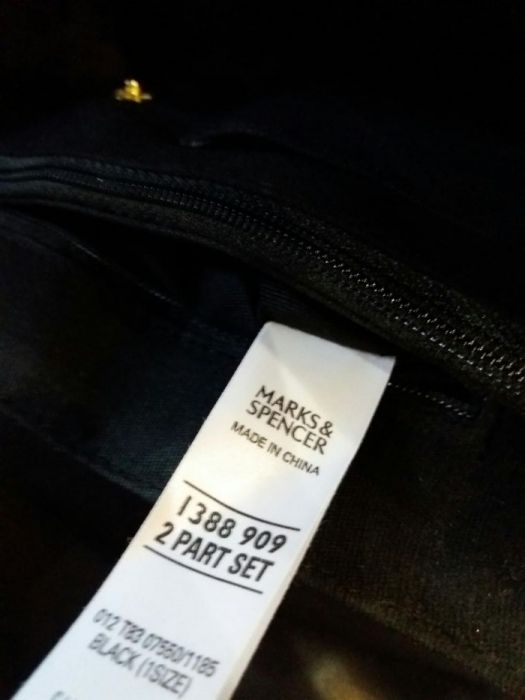 MARKS &
SPENCER
MADE IN CHINA
1388 909
2 PART SET
012 T83 07550/1185
BLACK (1SIZE)